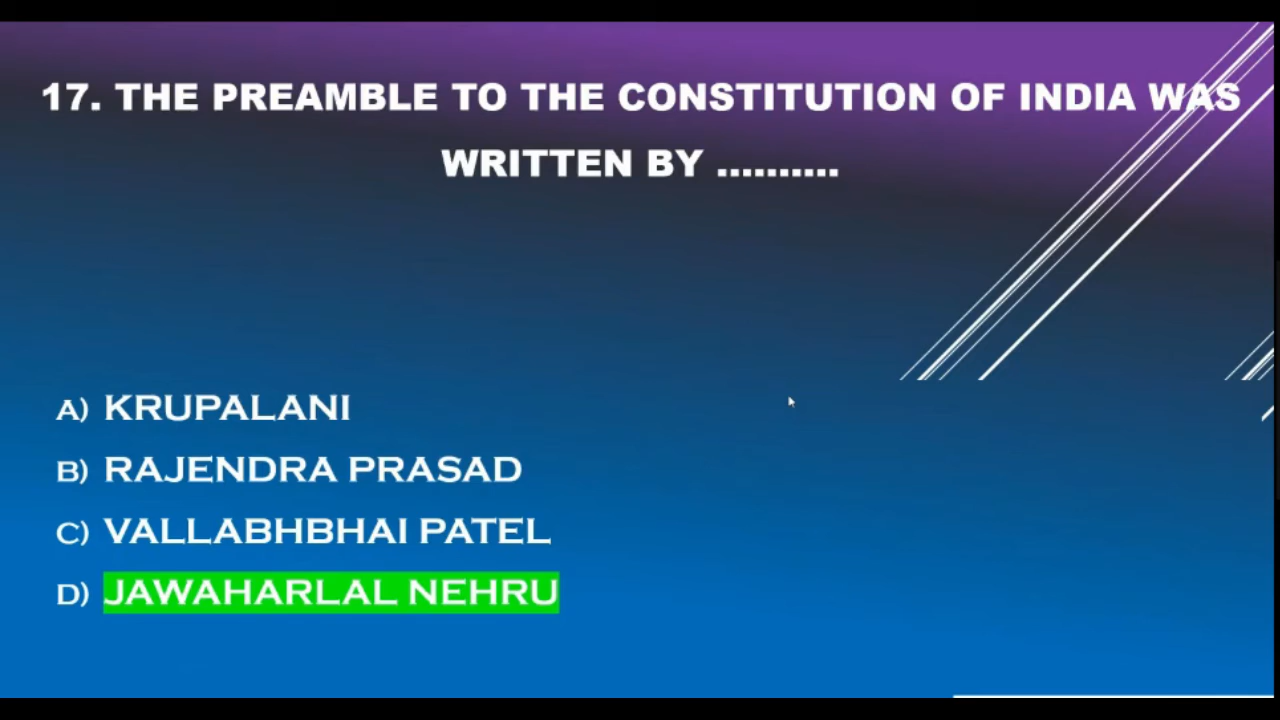 17. THE PREAMBLE TO THE CONSTITUTION OF INDIA WAS
WRITTEN BY ..........
A) KRUPALANI
B) RAJENDRA PRASAD
C) VALLABHBHAI PATEL
D) JAWAHARLAL NEHRU